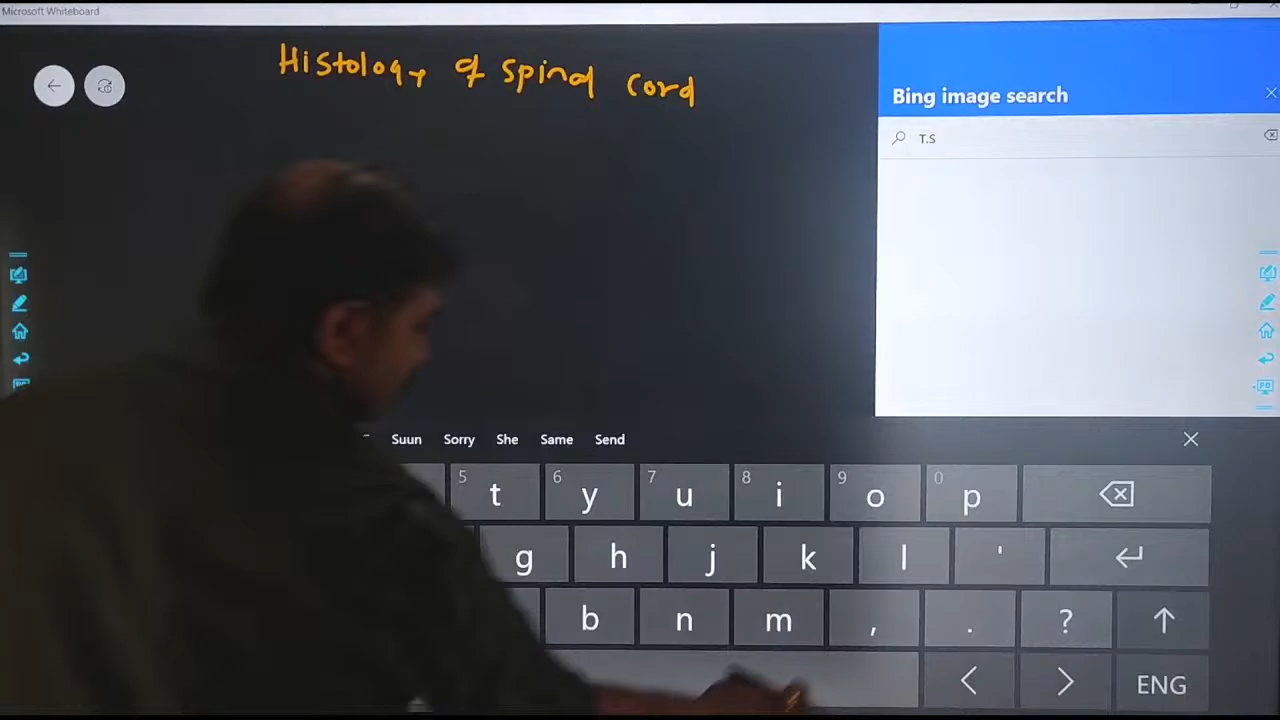 Microsoft Whiteboard
Histology of spinal cord
Bing image search
T.S
Suun Sorry She Same Send
5 t 6 y 7 u 8 i 9 o 0 p
g h j k l '
b n m , . ?
< > ENG